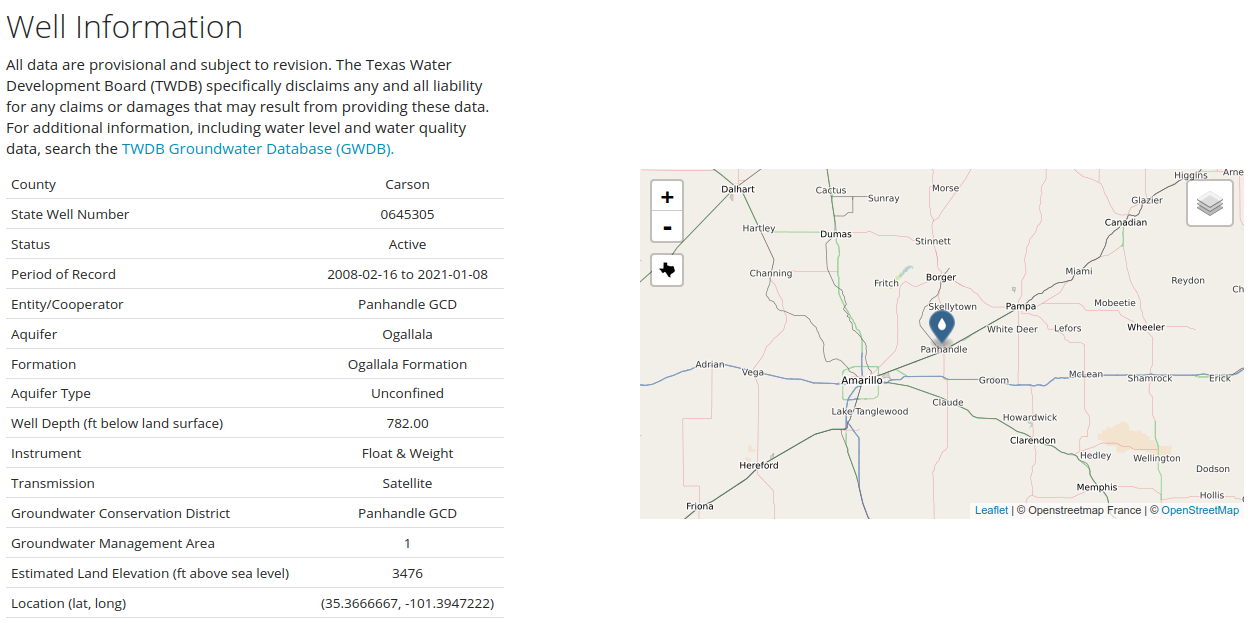 Well Information
All data are provisional and subject to revision. The Texas Water
Development Board (TWDB) specifically disclaims any and all liability
for any claims or damages that may result from providing these data.
For additional information, including water level and water quality
data, search the TWDB Groundwater Database (GWDB).
County Carson
State Well Number 0645305
Status Active
Period of Record 2008-02-16 to 2021-01-08
Entity/Cooperator Panhandle GCD
Aquifer Ogallala
Formation Ogallala Formation
Aquifer Type Unconfined
Well Depth (ft below land surface) 782.00
Instrument Float & Weight
Transmission Satellite
Groundwater Conservation District Panhandle GCD
Groundwater Management Area 1
Estimated Land Elevation (ft above sea level) 3476
Location (lat, long) (35.3666667, -101.3947222)
+
-
Higgins Arne
Dalhart Cactus Morse
Sunray Glazier
Canadian
Hartley Dumas Stinnett
Channing Fritch Borger Miami Reydon
Ch
Skellytown Pampa Mobeetie
White Deer Lefors Wheeler
Panhandle
Adrian Vega Amarillo Groom McLean Shamrock Erick
Lake Tanglewood Claude
Howardwick
Clarendon
Hereford Hedley Wellington
Dodson
Memphis
Friona Hollis
Leaflet | © Openstreetmap France | © OpenStreetMap